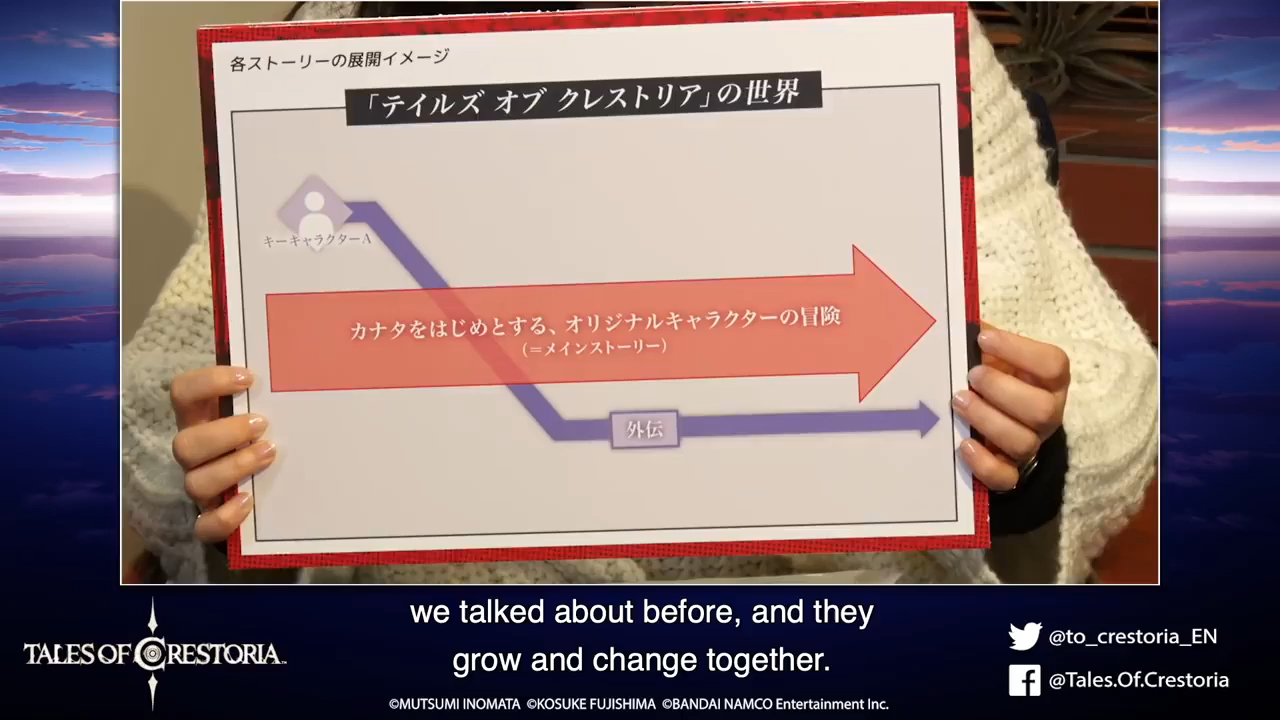 各ストーリーの展開イメージ
「テイルズ オブ クレストリア」の世界
キーキャラクターA
カナタをはじめとする、オリジナルキャラクターの冒険
(=メインストーリー)
外伝
we talked about before, and they
grow and change together.
TALES OF CRESTORIA™
@to_crestoria_EN
@Tales.Of.Crestoria
©MUTSUMI INOMATA ©KOSUKE FUJISHIMA ©BANDAI NAMCO Entertainment Inc.